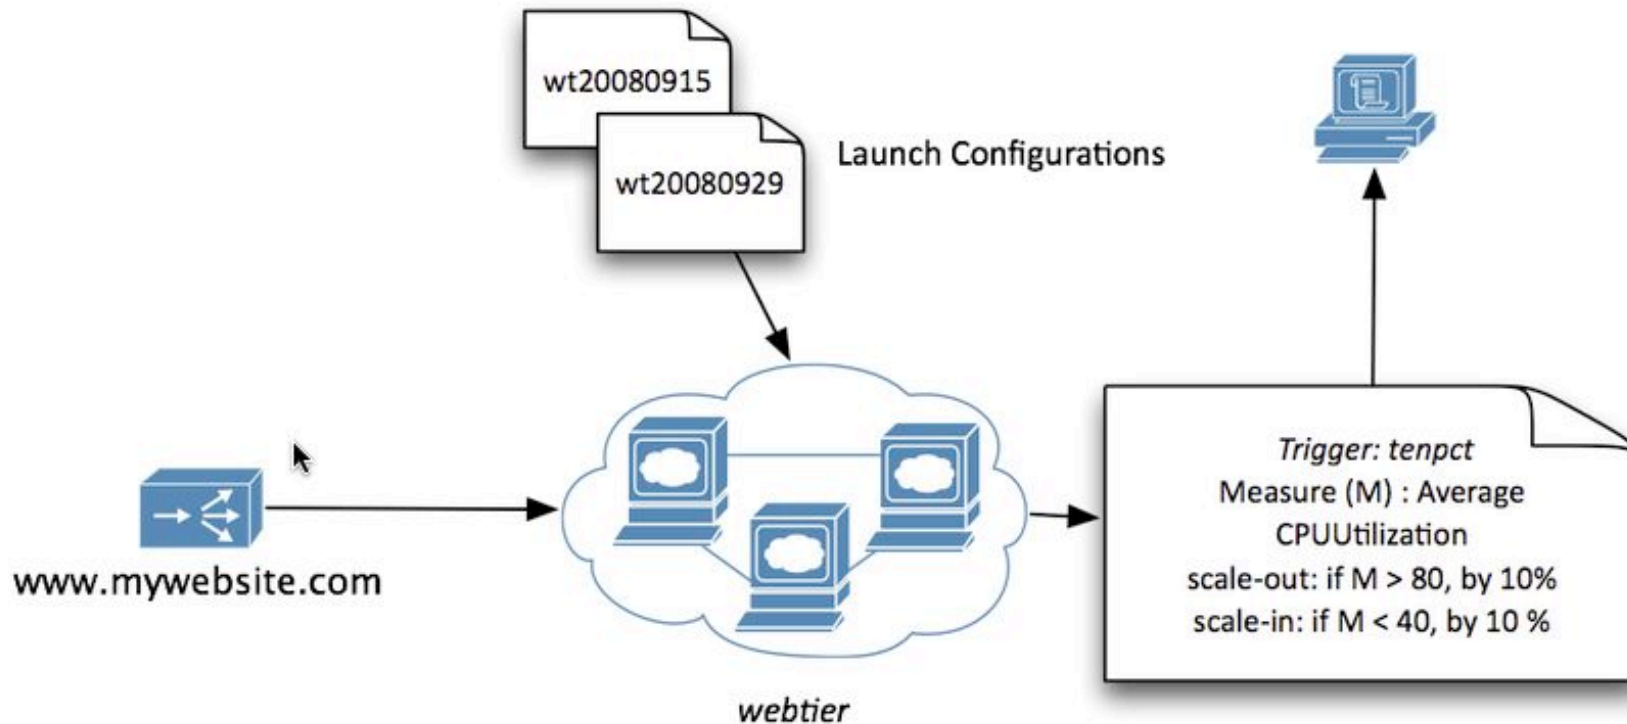 wt20080915
wt20080929
Launch Configurations
www.mywebsite.com
webtier
Trigger: tenpct
Measure (M) : Average
CPUUtilization
scale-out: if M > 80, by 10%
scale-in: if M < 40, by 10 %